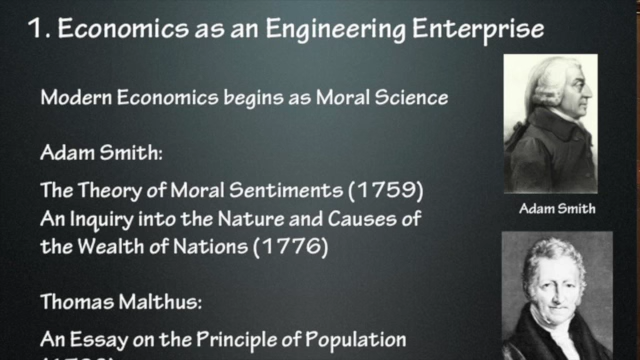 1. Economics as an Engineering Enterprise
Modern Economics begins as Moral Science
Adam Smith:
The Theory of Moral Sentiments (1759)
An Inquiry into the Nature and Causes of
the Wealth of Nations (1776)
Adam Smith
Thomas Malthus:
An Essay on the Principle of Population